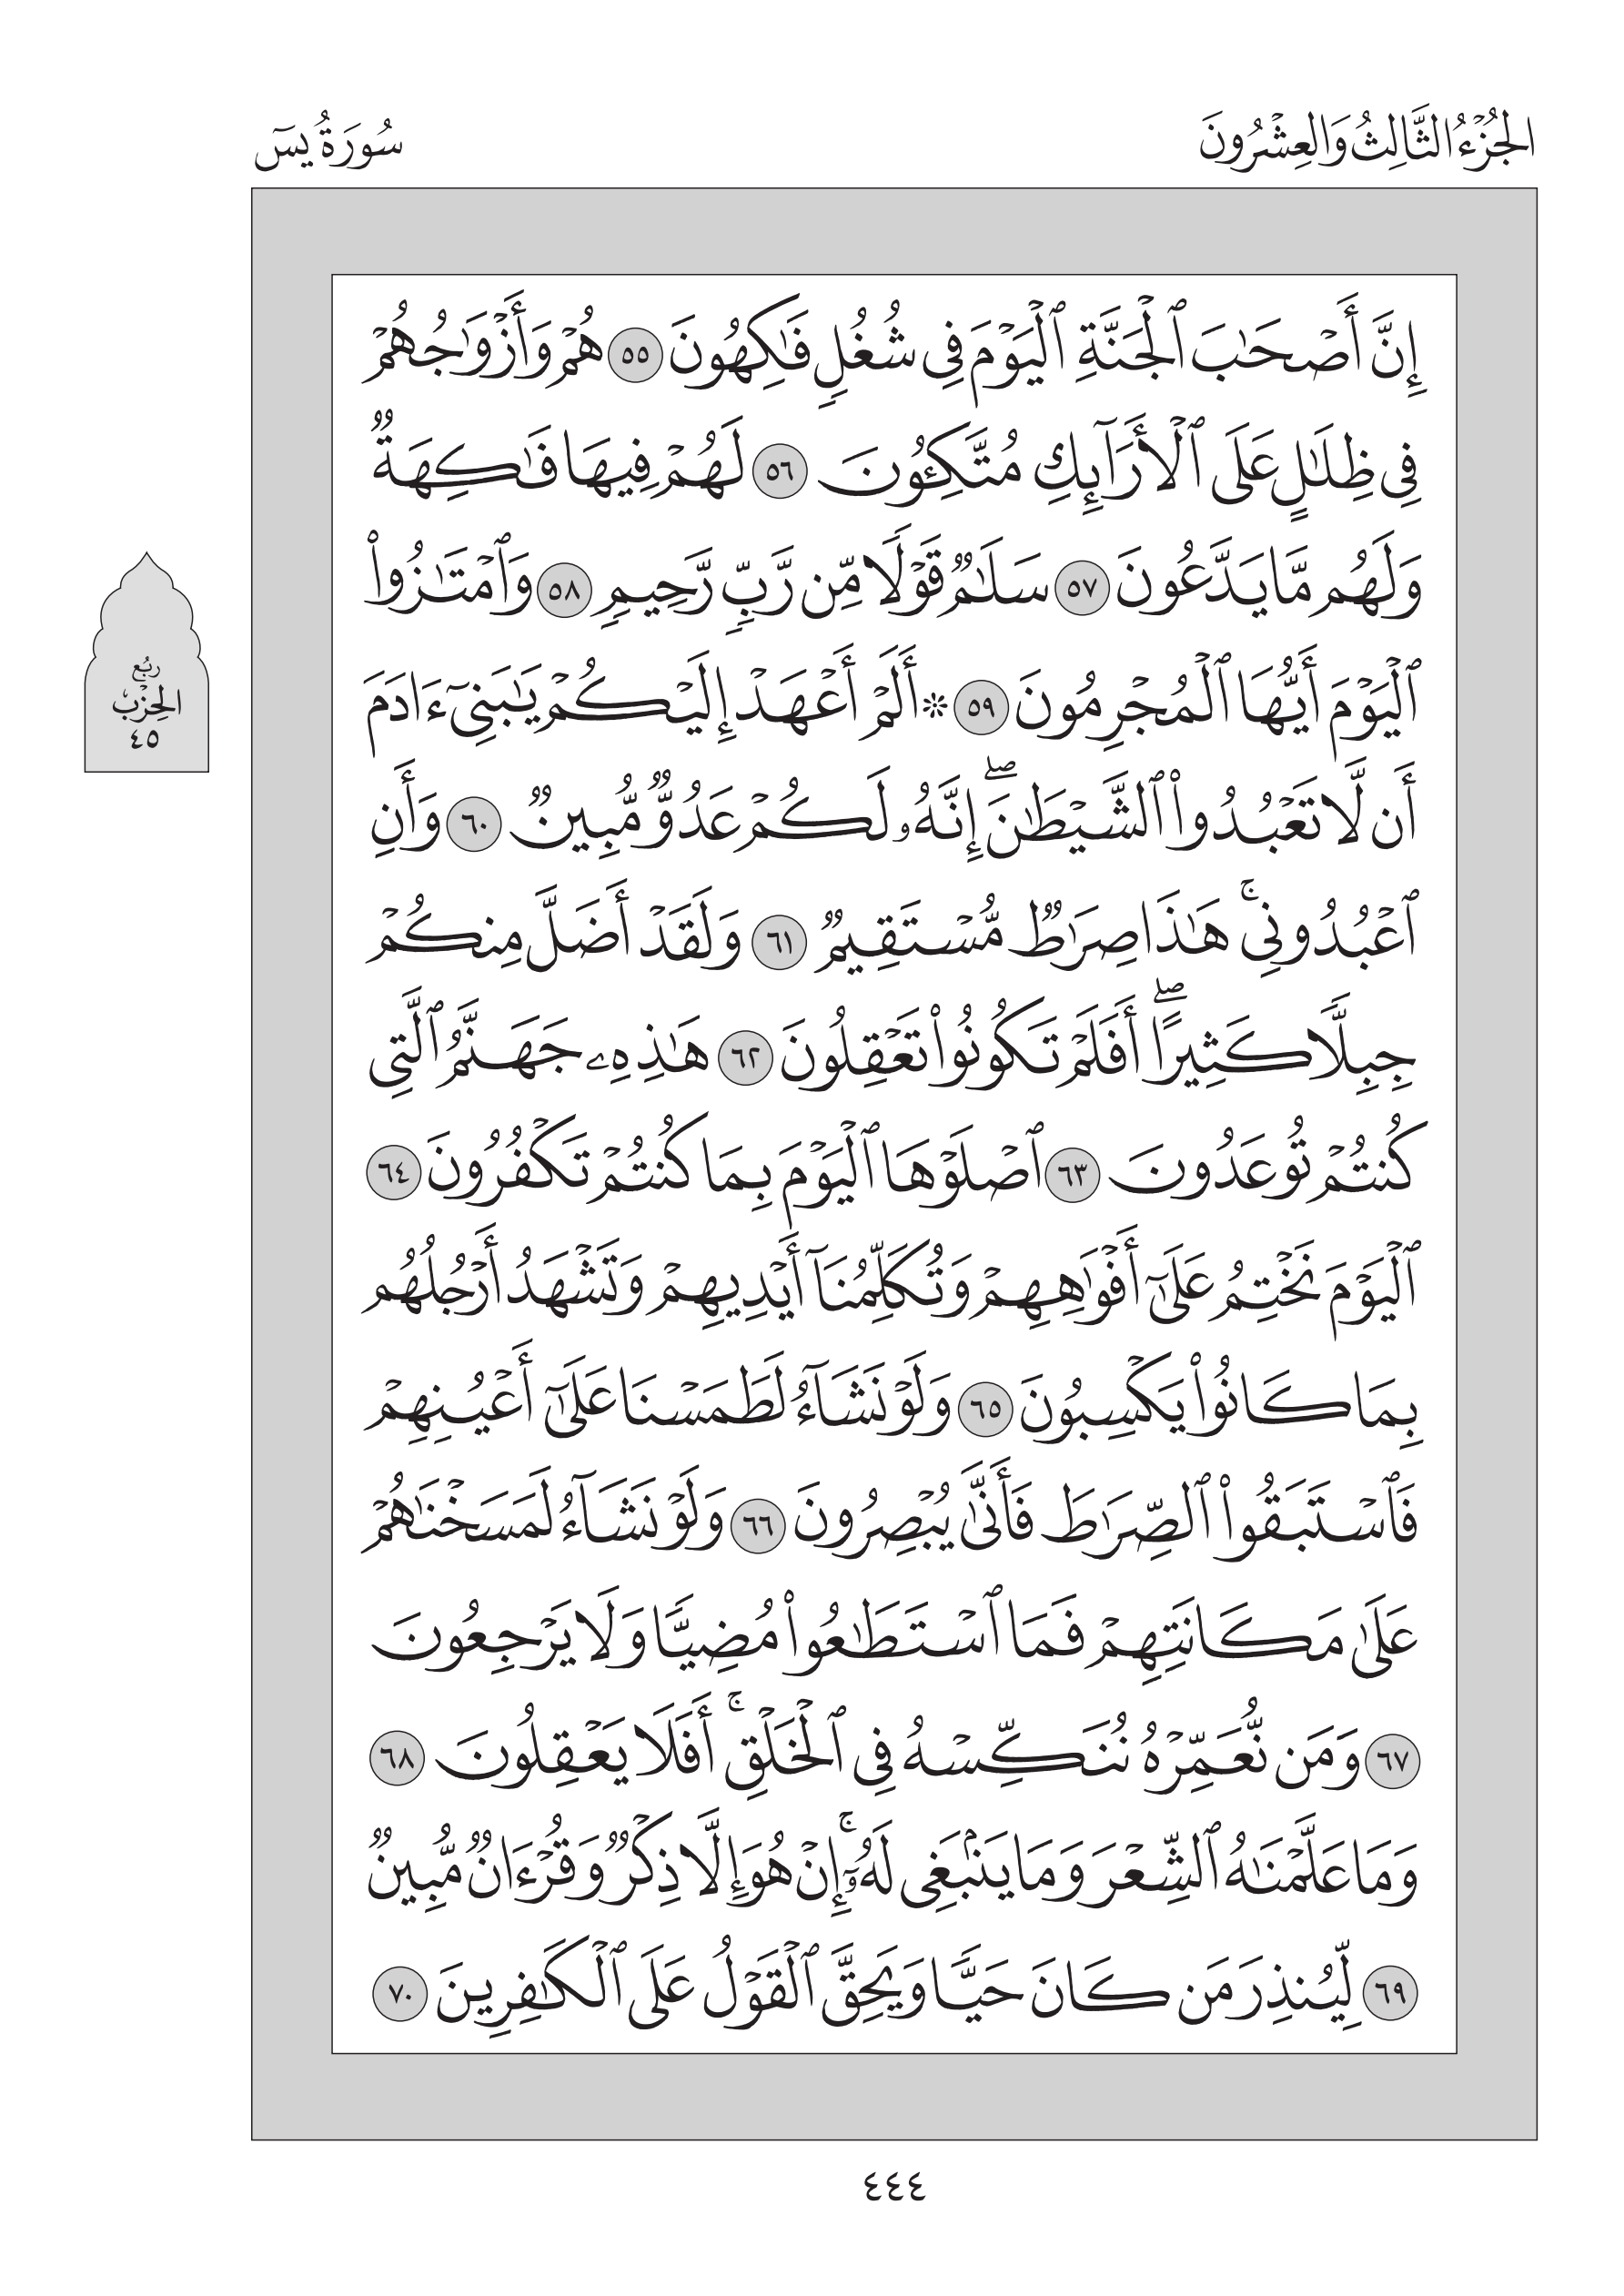 الجُزْءُ الثَّالِثُ وَالعِشْرُونَ
سُورَةُ يسٓ
إِنَّ أَصْحَٰبَ ٱلْجَنَّةِ ٱلْيَوْمَ فِى شُغُلٍ فَٰكِهُونَ ٥٥ هُمْ وَأَزْوَٰجُهُمْ
فِى ظِلَٰلٍ عَلَى ٱلْأَرَآئِكِ مُتَّكِـُٔونَ ٥٦ لَهُمْ فِيهَا فَٰكِهَةٌ
وَلَهُم مَّا يَدَّعُونَ ٥٧ سَلَٰمٌ قَوْلًا مِّن رَّبٍّ رَّحِيمٍ ٥٨ وَٱمْتَٰزُوا۟
ٱلْيَوْمَ أَيُّهَا ٱلْمُجْرِمُونَ ٥٩ ۞ أَلَمْ أَعْهَدْ إِلَيْكُمْ يَٰبَنِىٓ ءَادَمَ
أَن لَّا تَعْبُدُوا۟ ٱلشَّيْطَٰنَۖ إِنَّهُۥ لَكُمْ عَدُوٌّ مُّبِينٌ ٦٠ وَأَنِ
ٱعْبُدُونِىۚ هَٰذَا صِرَٰطٌ مُّسْتَقِيمٌ ٦١ وَلَقَدْ أَضَلَّ مِنكُمْ
جِبِلًّا كَثِيرًاۖ أَفَلَمْ تَكُونُوا۟ تَعْقِلُونَ ٦٢ هَٰذِهِۦ جَهَنَّمُ ٱلَّتِى
كُنتُمْ تُوعَدُونَ ٦٣ ٱصْلَوْهَا ٱلْيَوْمَ بِمَا كُنتُمْ تَكْفُرُونَ ٦٤
ٱلْيَوْمَ نَخْتِمُ عَلَىٰٓ أَفْوَٰهِهِمْ وَتُكَلِّمُنَآ أَيْدِيهِمْ وَتَشْهَدُ أَرْجُلُهُم
بِمَا كَانُوا۟ يَكْسِبُونَ ٦٥ وَلَوْ نَشَآءُ لَطَمَسْنَا عَلَىٰٓ أَعْيُنِهِمْ
فَٱسْتَبَقُوا۟ ٱلصِّرَٰطَ فَأَنَّىٰ يُبْصِرُونَ ٦٦ وَلَوْ نَشَآءُ لَمَسَخْنَٰهُمْ
عَلَىٰ مَكَانَتِهِمْ فَمَا ٱسْتَطَٰعُوا۟ مُضِيًّا وَلَا يَرْجِعُونَ
٦٧ وَمَن نُّعَمِّرْهُ نُنَكِّسْهُ فِى ٱلْخَلْقِۚ أَفَلَا يَعْقِلُونَ ٦٨
وَمَا عَلَّمْنَٰهُ ٱلشِّعْرَ وَمَا يَنۢبَغِى لَهُۥٓۚ إِنْ هُوَ إِلَّا ذِكْرٌ وَقُرْءَانٌ مُّبِينٌ
٦٩ لِّيُنذِرَ مَن كَانَ حَيًّا وَيَحِقَّ ٱلْقَوْلُ عَلَى ٱلْكَٰفِرِينَ ٧٠
ربع
الحِزْب
٤٥
٤٤٤